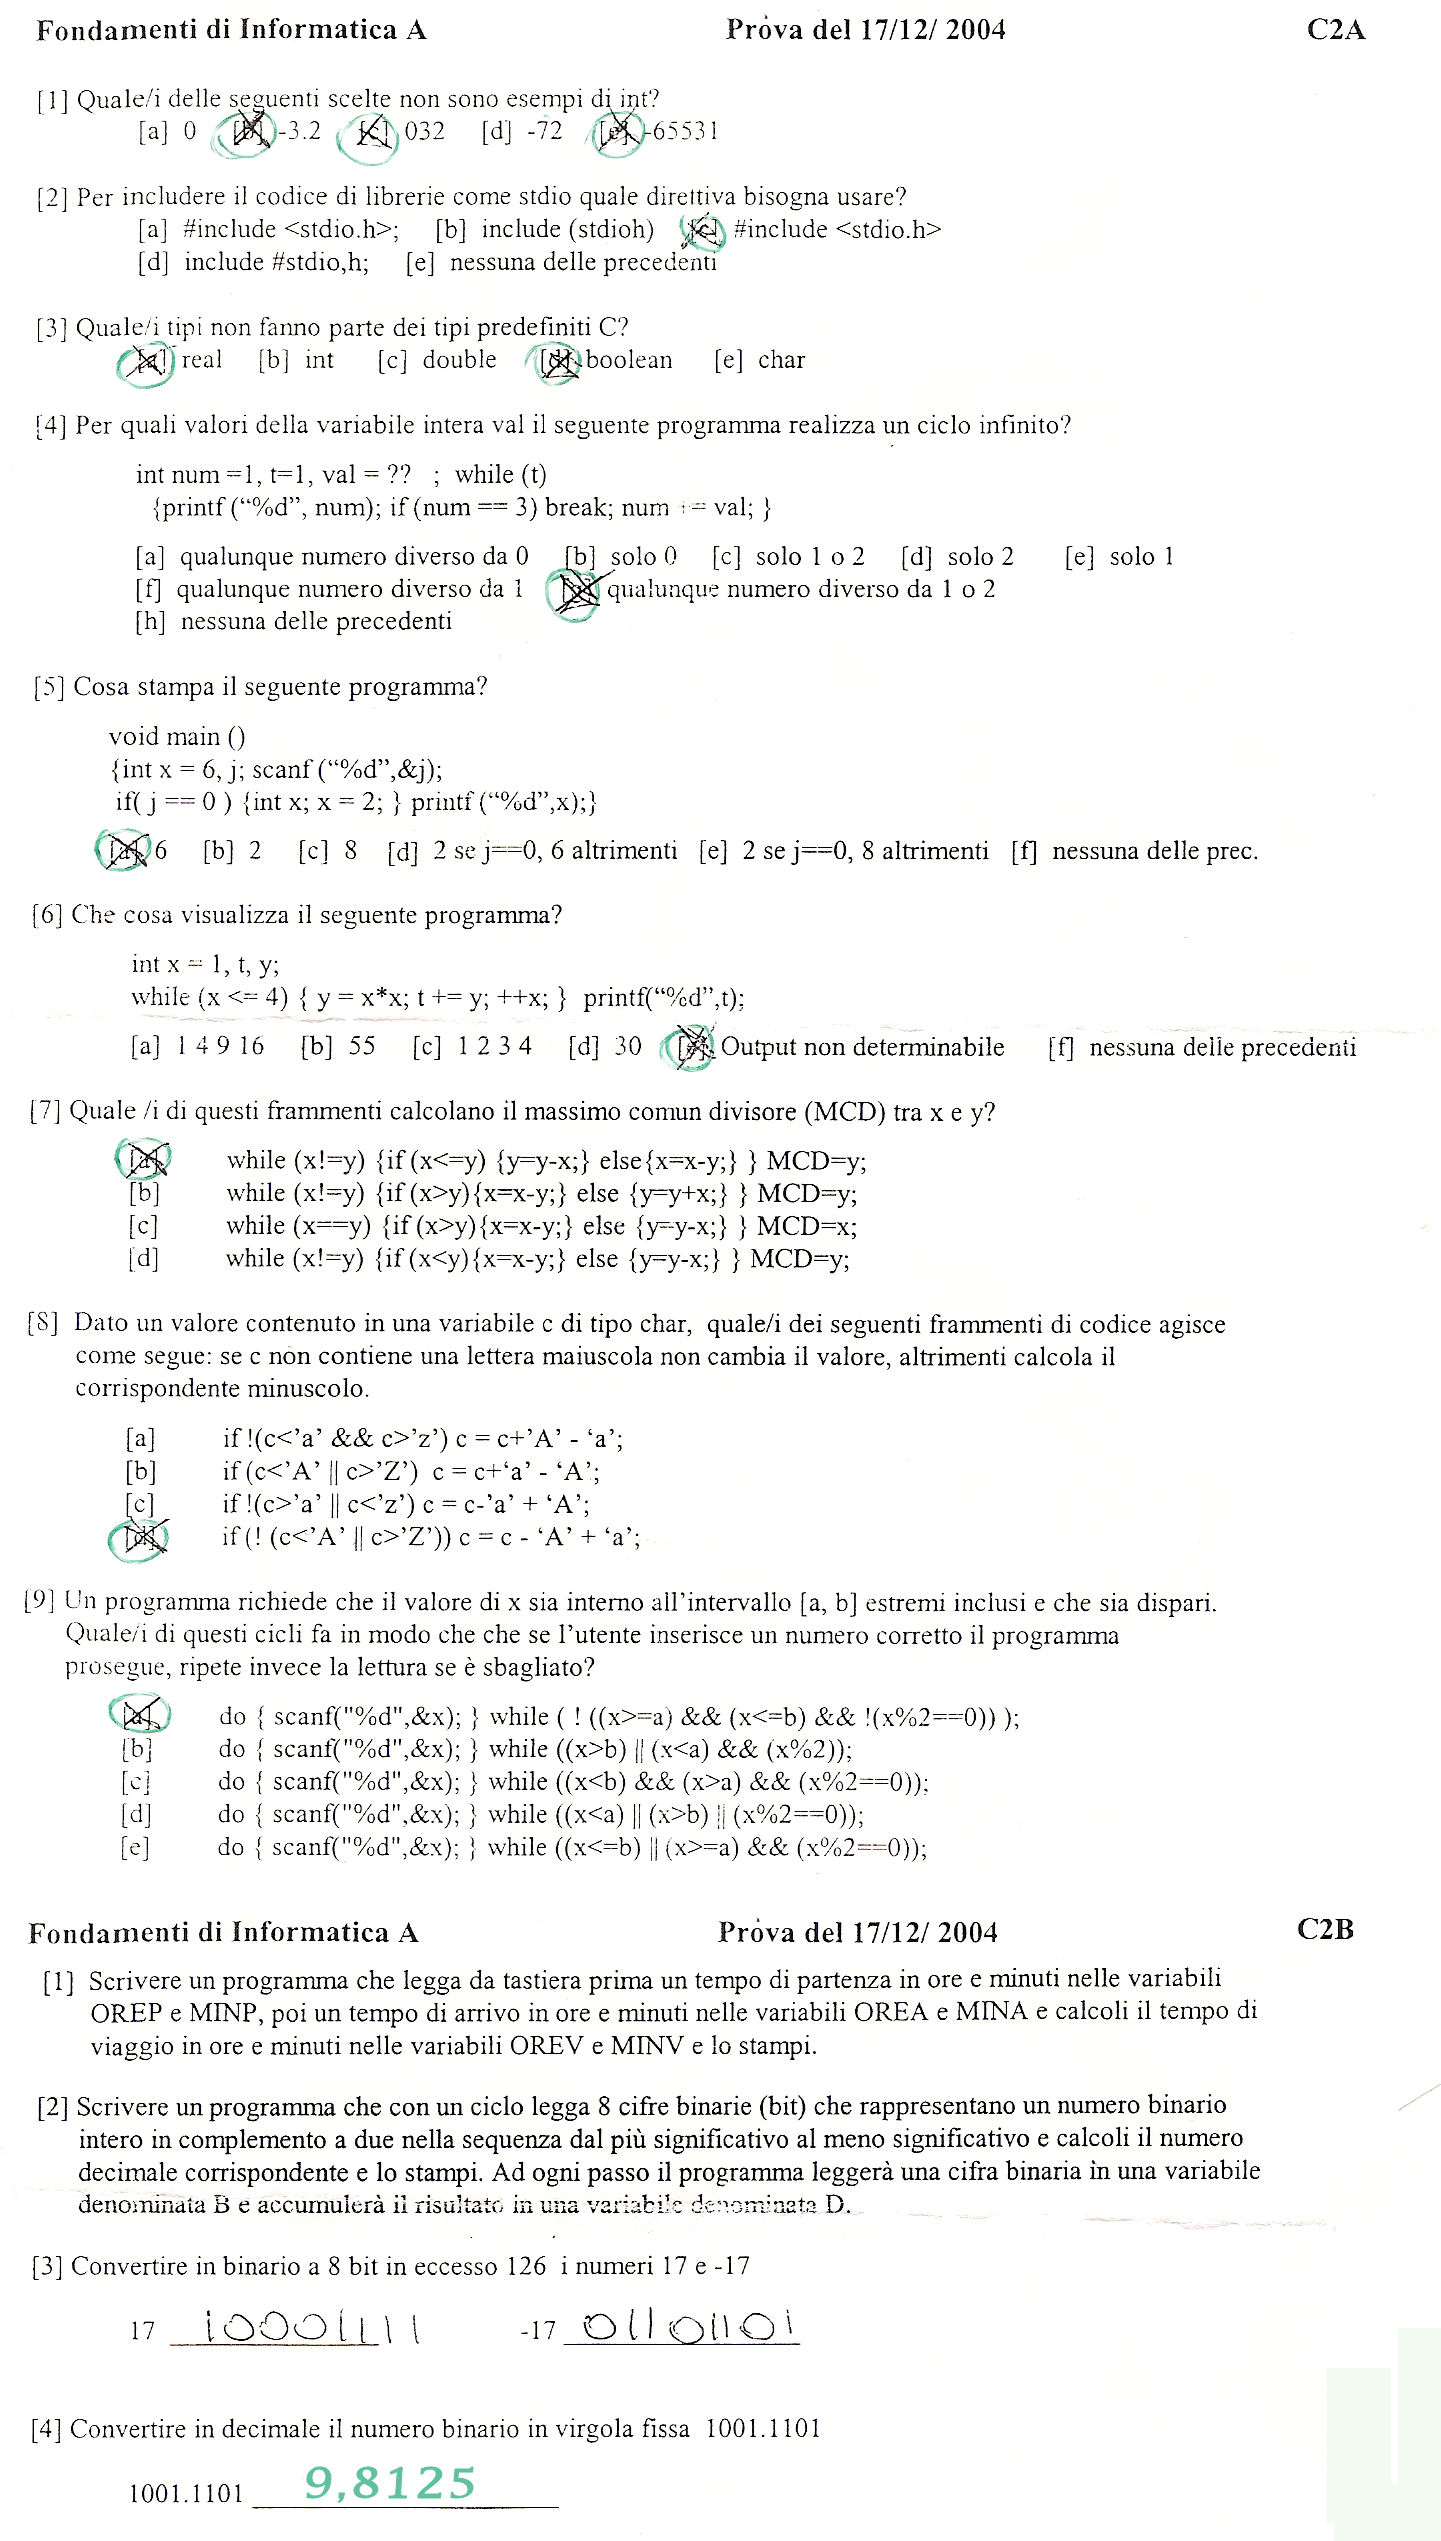 Fondamenti di Informatica A Prova del 17/12/ 2004 C2A
[1] Quale/i delle seguenti scelte non sono esempi di int?
[a] 0 [b] -3.2 [c] 032 [d] -72 [e] -65531
[2] Per includere il codice di librerie come stdio quale direttiva bisogna usare?
[a] #include <stdio.h>; [b] include (stdioh) [c] #include <stdio.h>
[d] include #stdio,h; [e] nessuna delle precedenti
[3] Quale/i tipi non fanno parte dei tipi predefiniti C?
[a] real [b] int [c] double [d] boolean [e] char
[4] Per quali valori della variabile intera val il seguente programma realizza un ciclo infinito?
int num =1, t=1, val = ?? ; while (t)
{printf (“%d”, num); if (num == 3) break; num += val; }
[a] qualunque numero diverso da 0 [b] solo 0 [c] solo 1 o 2 [d] solo 2 [e] solo 1
[f] qualunque numero diverso da 1 [g] qualunque numero diverso da 1 o 2
[h] nessuna delle precedenti
[5] Cosa stampa il seguente programma?
void main ()
{int x = 6, j; scanf (“%d”,&j);
if( j == 0 ) {int x; x = 2; } printf (“%d”,x);}
[a] 6 [b] 2 [c] 8 [d] 2 se j==0, 6 altrimenti [e] 2 se j==0, 8 altrimenti [f] nessuna delle prec.
[6] Che cosa visualizza il seguente programma?
int x = 1, t, y;
while (x <= 4) { y = x*x; t += y; ++x; } printf(“%d”,t);
[a] 1 4 9 16 [b] 55 [c] 1 2 3 4 [d] 30 [e] Output non determinabile [f] nessuna delle precedenti
[7] Quale /i di questi frammenti calcolano il massimo comun divisore (MCD) tra x e y?
[a] while (x!=y) {if (x<=y) {y=y-x;} else{x=x-y;} } MCD=y;
[b] while (x!=y) {if (x>y){x=x-y;} else {y=y+x;} } MCD=y;
[c] while (x==y) {if (x>y){x=x-y;} else {y=y-x;} } MCD=x;
[d] while (x!=y) {if (x<y){x=x-y;} else {y=y-x;} } MCD=y;
[8] Dato un valore contenuto in una variabile c di tipo char, quale/i dei seguenti frammenti di codice agisce
come segue: se c non contiene una lettera maiuscola non cambia il valore, altrimenti calcola il
corrispondente minuscolo.
[a] if !(c<’a’ && c>’z’) c = c+’A’ - ‘a’;
[b] if (c<’A’ || c>’Z’) c = c+‘a’ - ‘A’;
[c] if !(c>’a’ || c<’z’) c = c-’a’ + ‘A’;
[d] if (! (c<’A’ || c>’Z’)) c = c - ‘A’ + ‘a’;
[9] Un programma richiede che il valore di x sia interno all’intervallo [a, b] estremi inclusi e che sia dispari.
Quale/i di questi cicli fa in modo che che se l’utente inserisce un numero corretto il programma
prosegue, ripete invece la lettura se è sbagliato?
[a] do { scanf("%d",&x); } while ( ! ((x>=a) && (x<=b) && !(x%2==0)) );
[b] do { scanf("%d",&x); } while ((x>b) || (x<a) && (x%2));
[c] do { scanf("%d",&x); } while ((x<b) && (x>a) && (x%2==0));
[d] do { scanf("%d",&x); } while ((x<a) || (x>b) || (x%2==0));
[e] do { scanf("%d",&x); } while ((x<=b) || (x>=a) && (x%2==0));
Fondamenti di Informatica A Prova del 17/12/ 2004 C2B
[1] Scrivere un programma che legga da tastiera prima un tempo di partenza in ore e minuti nelle variabili
OREP e MINP, poi un tempo di arrivo in ore e minuti nelle variabili OREA e MINA e calcoli il tempo di
viaggio in ore e minuti nelle variabili OREV e MINV e lo stampi.
[2] Scrivere un programma che con un ciclo legga 8 cifre binarie (bit) che rappresentano un numero binario
intero in complemento a due nella sequenza dal più significativo al meno significativo e calcoli il numero
decimale corrispondente e lo stampi. Ad ogni passo il programma leggerà una cifra binaria in una variabile
denominata B e accumulerà il risultato in una variabile denominata D.
[3] Convertire in binario a 8 bit in eccesso 126 i numeri 17 e -17
17 10001111 -17 01101101
[4] Convertire in decimale il numero binario in virgola fissa 1001.1101
1001.1101 9,8125